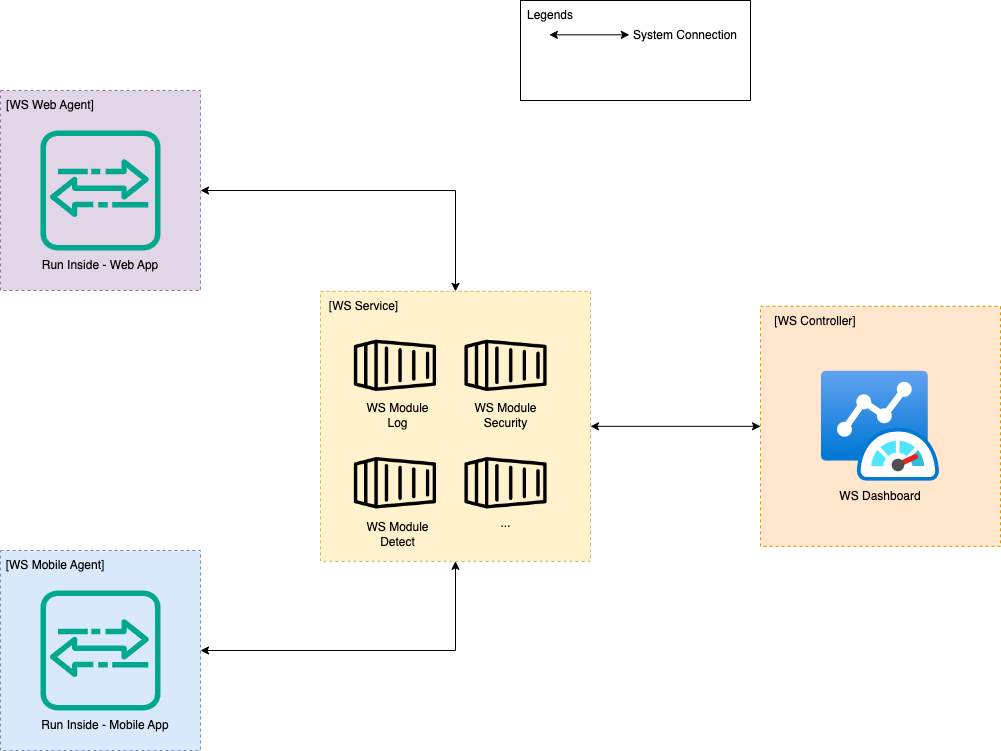 Legends
System Connection
[WS Web Agent]
Run Inside - Web App
[WS Service]
WS Module
Log
WS Module
Security
WS Module
Detect
...
[WS Controller]
WS Dashboard
[WS Mobile Agent]
Run Inside - Mobile App